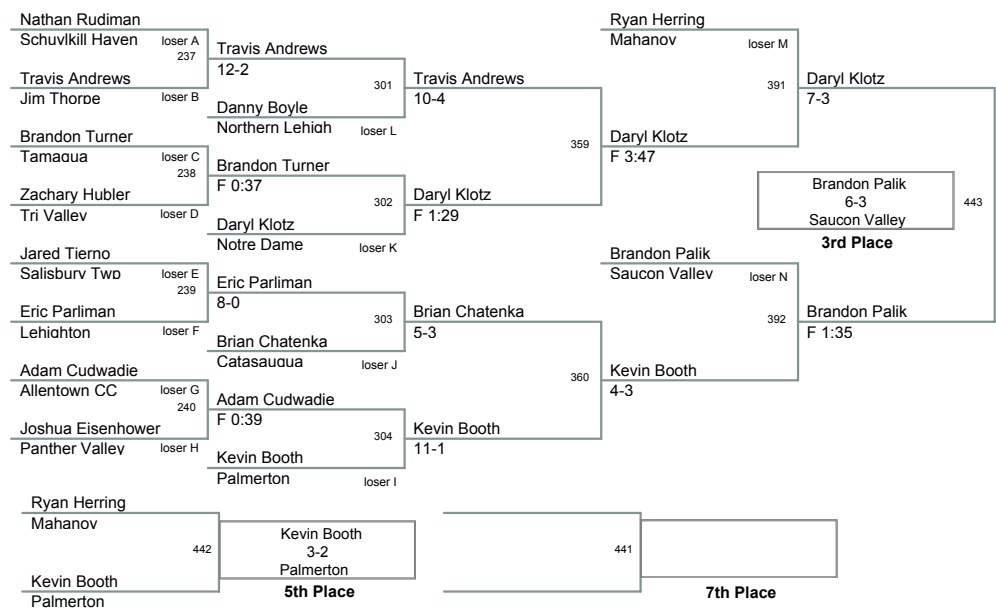 Nathan Rudiman
Schuylkill Haven loser A
237
Travis Andrews
Jim Thorpe loser B
Travis Andrews
12-2
301
Danny Boyle
Northern Lehigh loser L
Brandon Turner
Tamaqua loser C
238
Zachary Hubler
Tri Valley loser D
Brandon Turner
F 0:37
302
Daryl Klotz
Notre Dame loser K
Jared Tierno
Salisbury Twp loser E
239
Eric Parliman
Lehighton loser F
Eric Parliman
8-0
303
Brian Chatenka
Catasauqua loser J
Adam Cudwadie
Allentown CC loser G
240
Joshua Eisenhower
Panther Valley loser H
Adam Cudwadie
F 0:39
304
Kevin Booth
Palmerton loser I
Travis Andrews
10-4
359
Daryl Klotz
F 1:29
Brian Chatenka
5-3
360
Kevin Booth
11-1
Ryan Herring
Mahanoy loser M
391
Daryl Klotz
F 3:47
Brandon Palik
Saucon Valley loser N
392
Kevin Booth
4-3
Daryl Klotz
7-3
Brandon Palik
6-3
Saucon Valley
443
3rd Place
Brandon Palik
F 1:35
Ryan Herring
Mahanoy
442
Kevin Booth
Palmerton
Kevin Booth
3-2
Palmerton
5th Place
441
7th Place